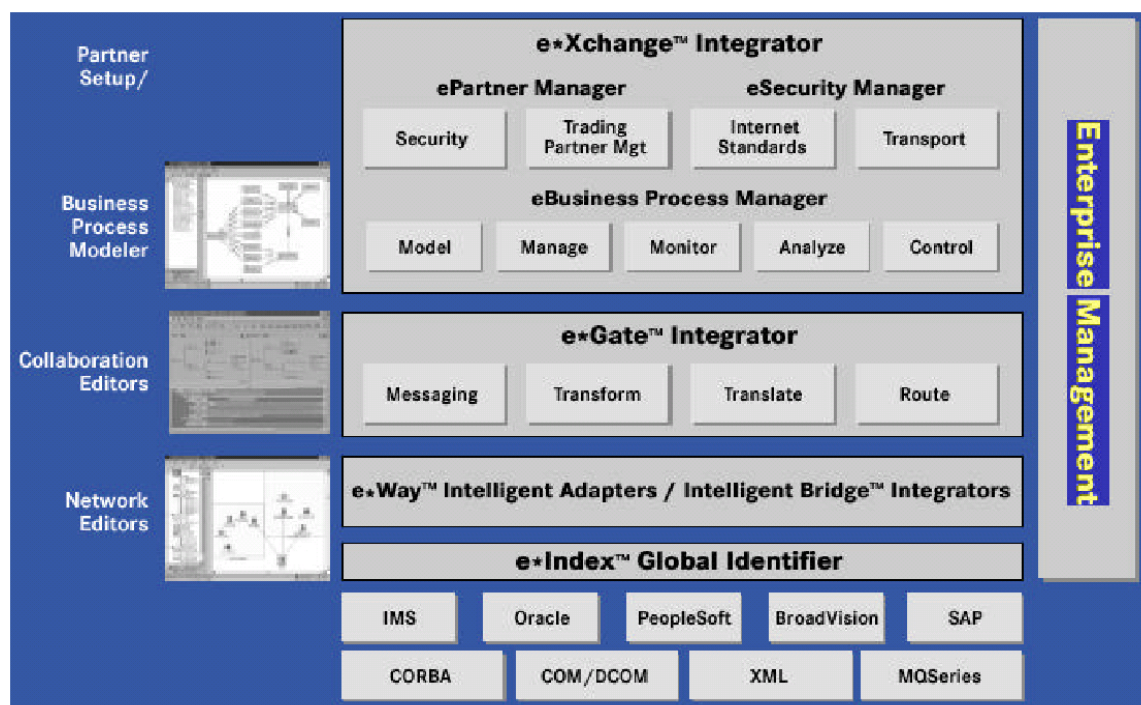 Partner
Setup/
e*Xchange™ Integrator
ePartner Manager
eSecurity Manager
Security
Trading
Partner Mgt
Internet
Standards
Transport
eBusiness Process Manager
Business
Process
Modeler
Model
Manage
Monitor
Analyze
Control
e*Gate™ Integrator
Collaboration
Editors
Messaging
Transform
Translate
Route
Network
Editors
e*Way™ Intelligent Adapters / Intelligent Bridge™ Integrators
e*Index™ Global Identifier
IMS
Oracle
PeopleSoft
BroadVision
SAP
CORBA
COM/DCOM
XML
MQSeries
Enterprise Management